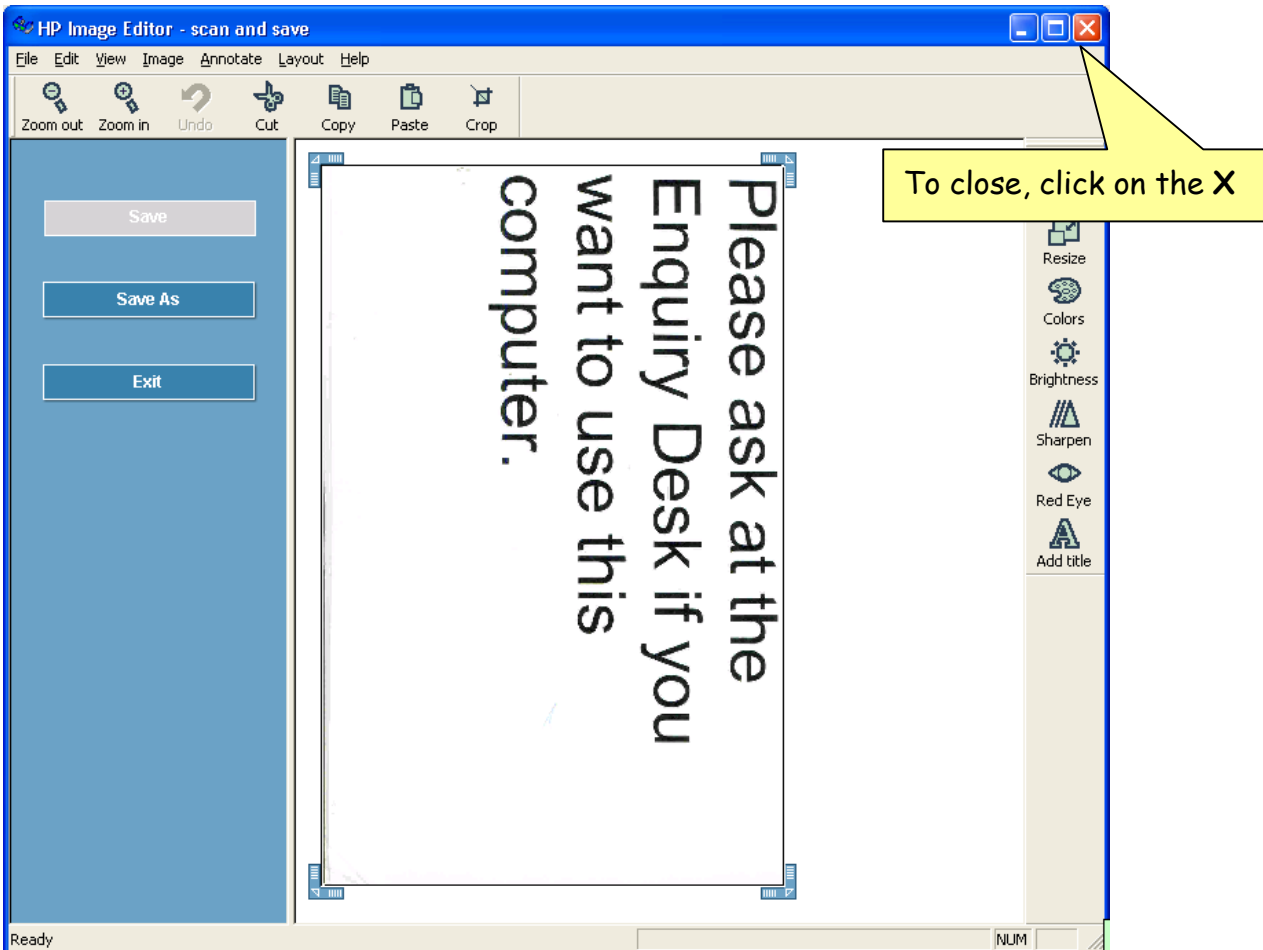 HP Image Editor - scan and save
File Edit View Image Annotate Layout Help
Zoom out Zoom in Undo Cut Copy Paste Crop
To close, click on the X
Save
Save As
Exit
Please ask at the
Enquiry Desk if you
want to use this
computer.
Resize
Colors
Brightness
Sharpen
Red Eye
Add title
Ready
NUM